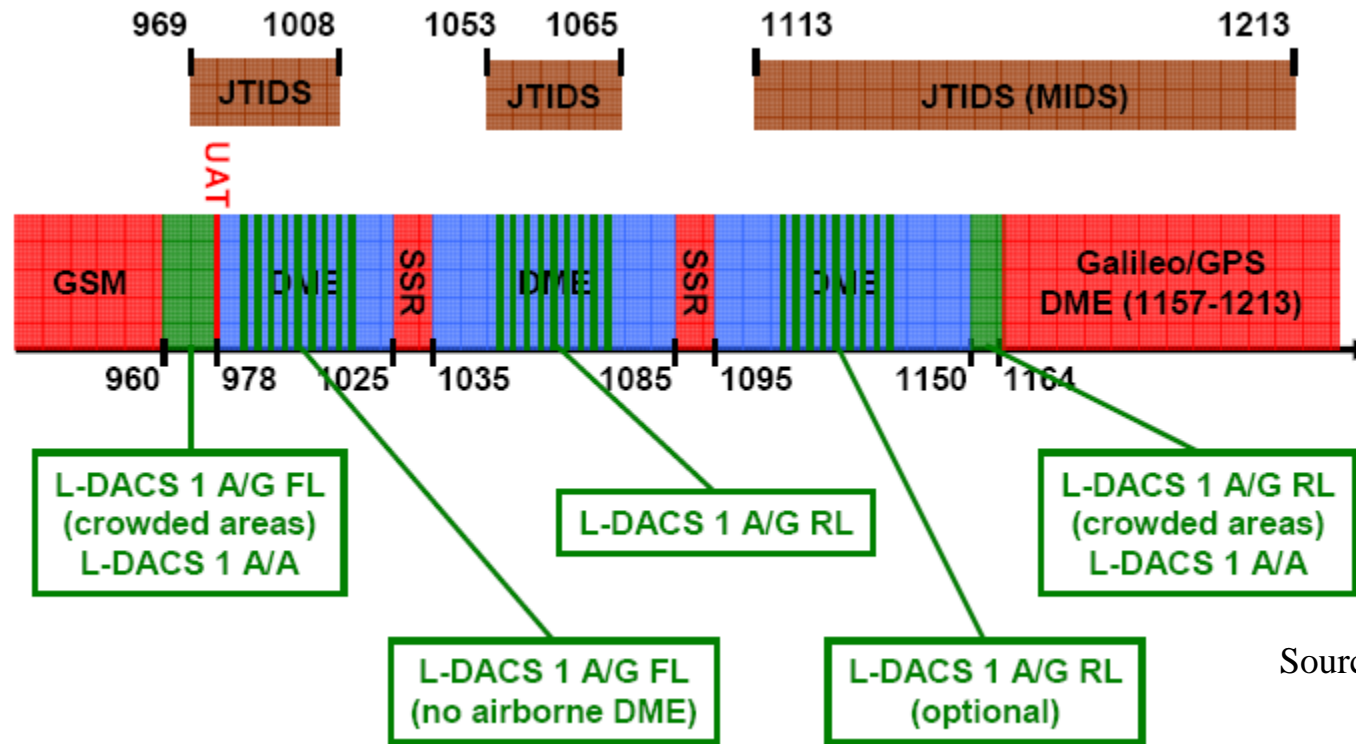 969 1008 1053 1065 1113 1213
JTIDS JTIDS JTIDS (MIDS)
UAT
GSM DME SSR DME SSR DME Galileo/GPS
DME (1157-1213)
960 978 1025 1035 1085 1095 1150 1164
L-DACS 1 A/G FL
(crowded areas)
L-DACS 1 A/A
L-DACS 1 A/G RL
L-DACS 1 A/G RL
(crowded areas)
L-DACS 1 A/A
L-DACS 1 A/G FL
(no airborne DME)
L-DACS 1 A/G RL
(optional)